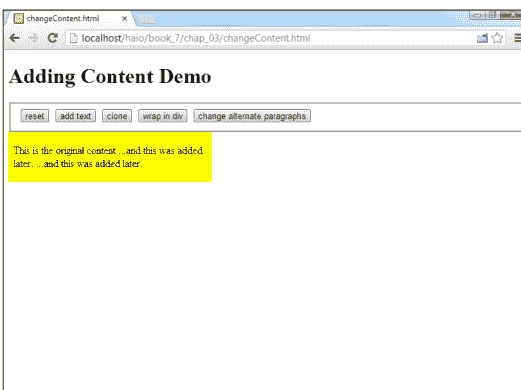 changeContent.html
localhost/haio/book_7/chap_03/changeContent.html
Adding Content Demo
reset add text clone wrap in div change alternate paragraphs
This is the original content ...and this was added
later. ...and this was added later.